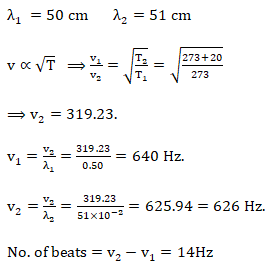 λ₁ = 50 cm λ₂ = 51 cm
v ∝ √T ⟹ v₁/v₂ = √(T₂/T₁) = √((273+20)/273)
⟹ v₂ = 319.23.
v₁ = v₂/λ₁ = 319.23/0.50 = 640 Hz.
v₂ = v₂/λ₂ = 319.23/(51×10⁻²) = 625.94 = 626 Hz.
No. of beats = v₂ − v₁ = 14Hz